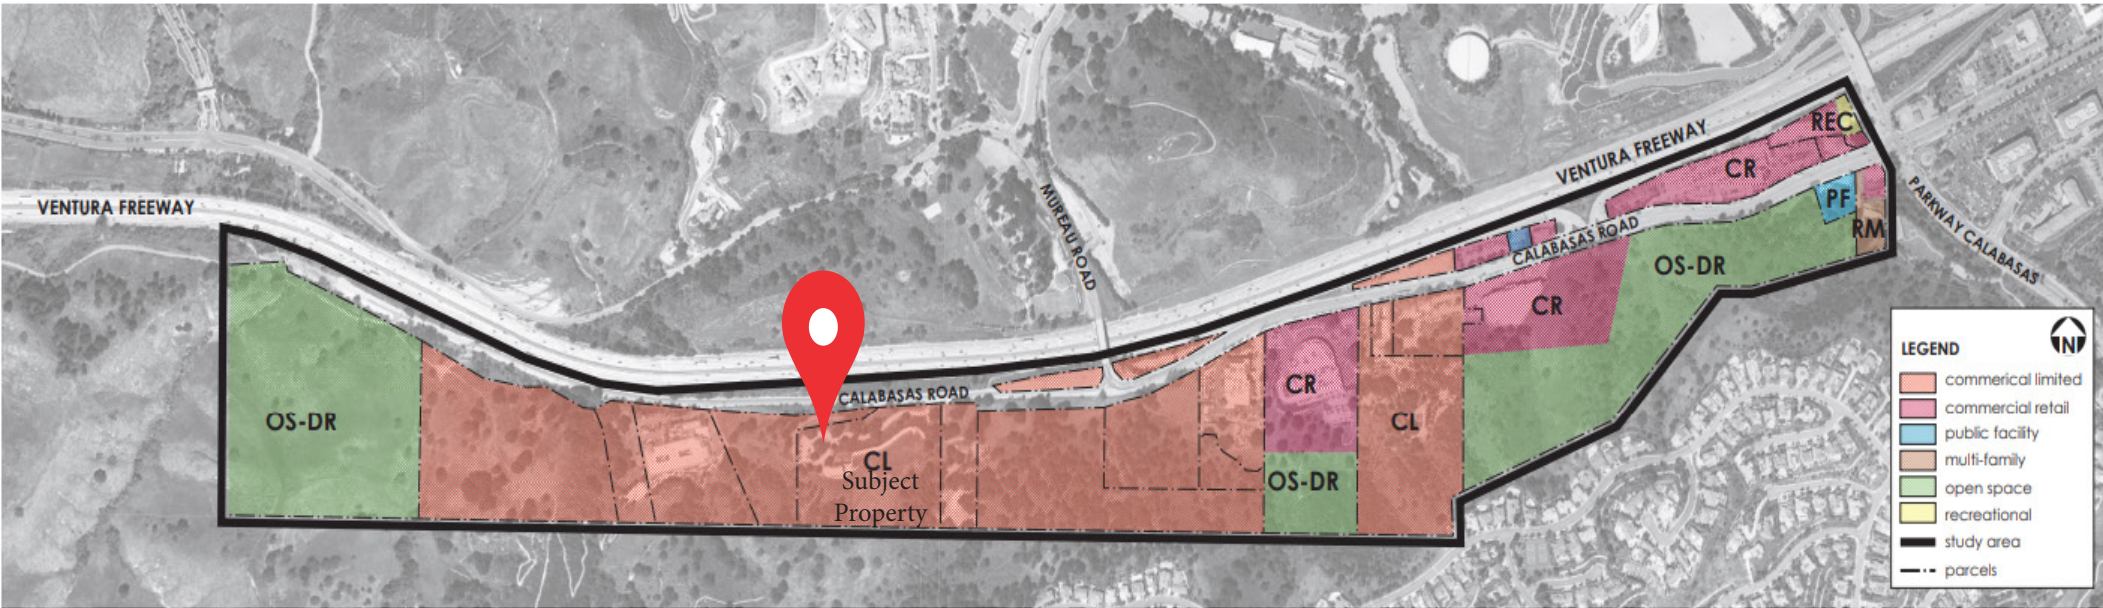 VENTURA FREEWAY
MUREAU ROAD
VENTURA FREEWAY
REC
CR
PF
RM
PARKWAY CALABASAS
CALABASAS ROAD
OS-DR
CR
OS-DR
CALABASAS ROAD
CR
CL
OS-DR
CL
Subject
Property
N
LEGEND
commerical limited
commercial retail
public facility
multi-family
open space
recreational
study area
parcels